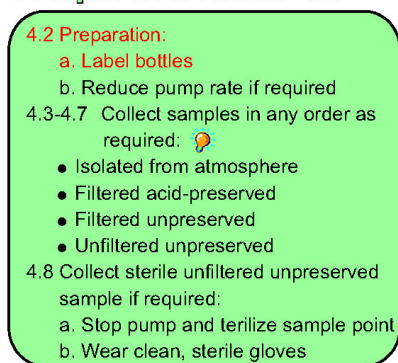 4.2 Preparation:
a. Label bottles
b. Reduce pump rate if required
4.3-4.7 Collect samples in any order as
required:
• Isolated from atmosphere
• Filtered acid-preserved
• Filtered unpreserved
• Unfiltered unpreserved
4.8 Collect sterile unfiltered unpreserved
sample if required:
a. Stop pump and terilize sample point
b. Wear clean, sterile gloves